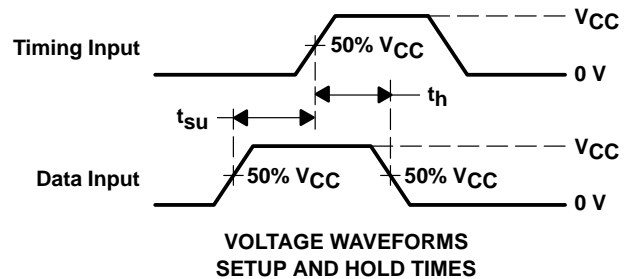 VCC
Timing Input
50% VCC
0 V
th
tsu
VCC
Data Input
50% VCC
50% VCC
0 V
VOLTAGE WAVEFORMS
SETUP AND HOLD TIMES